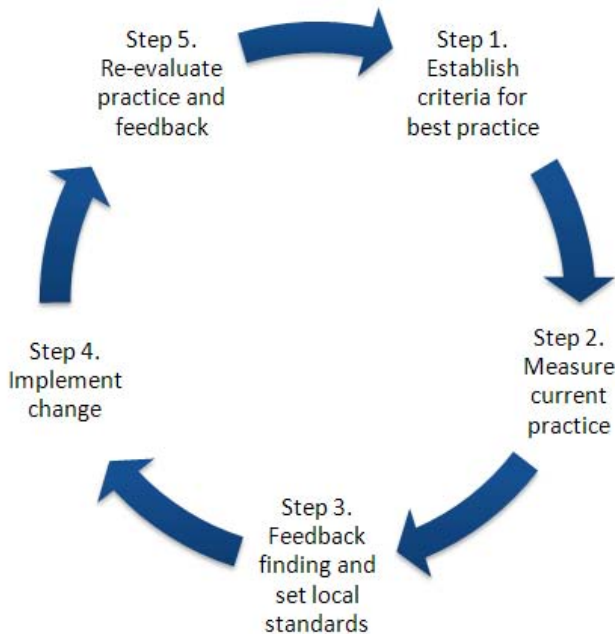 Step 1.
Establish
criteria for
best practice
Step 2.
Measure
current
practice
Step 3.
Feedback
finding and
set local
standards
Step 4.
Implement
change
Step 5.
Re-evaluate
practice and
feedback